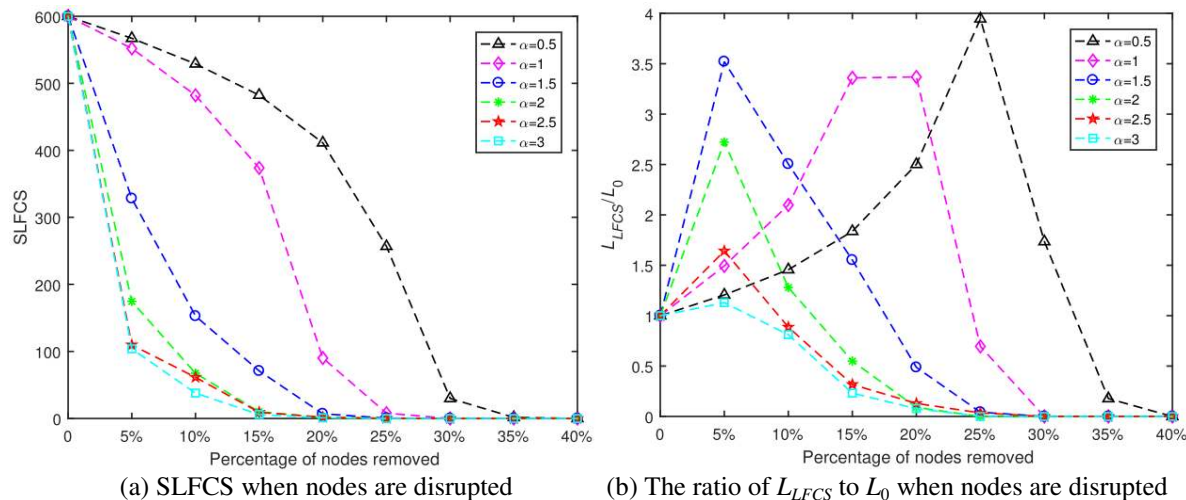 600
500
400
300
200
100
0
SLFCS
0 5% 10% 15% 20% 25% 30% 35% 40%
Percentage of nodes removed
α=0.5
α=1
α=1.5
α=2
α=2.5
α=3
(a) SLFCS when nodes are disrupted
4
3.5
3
2.5
2
1.5
1
0.5
0
L_LFCS/L_0
0 5% 10% 15% 20% 25% 30% 35% 40%
Percentage of nodes removed
α=0.5
α=1
α=1.5
α=2
α=2.5
α=3
(b) The ratio of L_LFCS to L_0 when nodes are disrupted